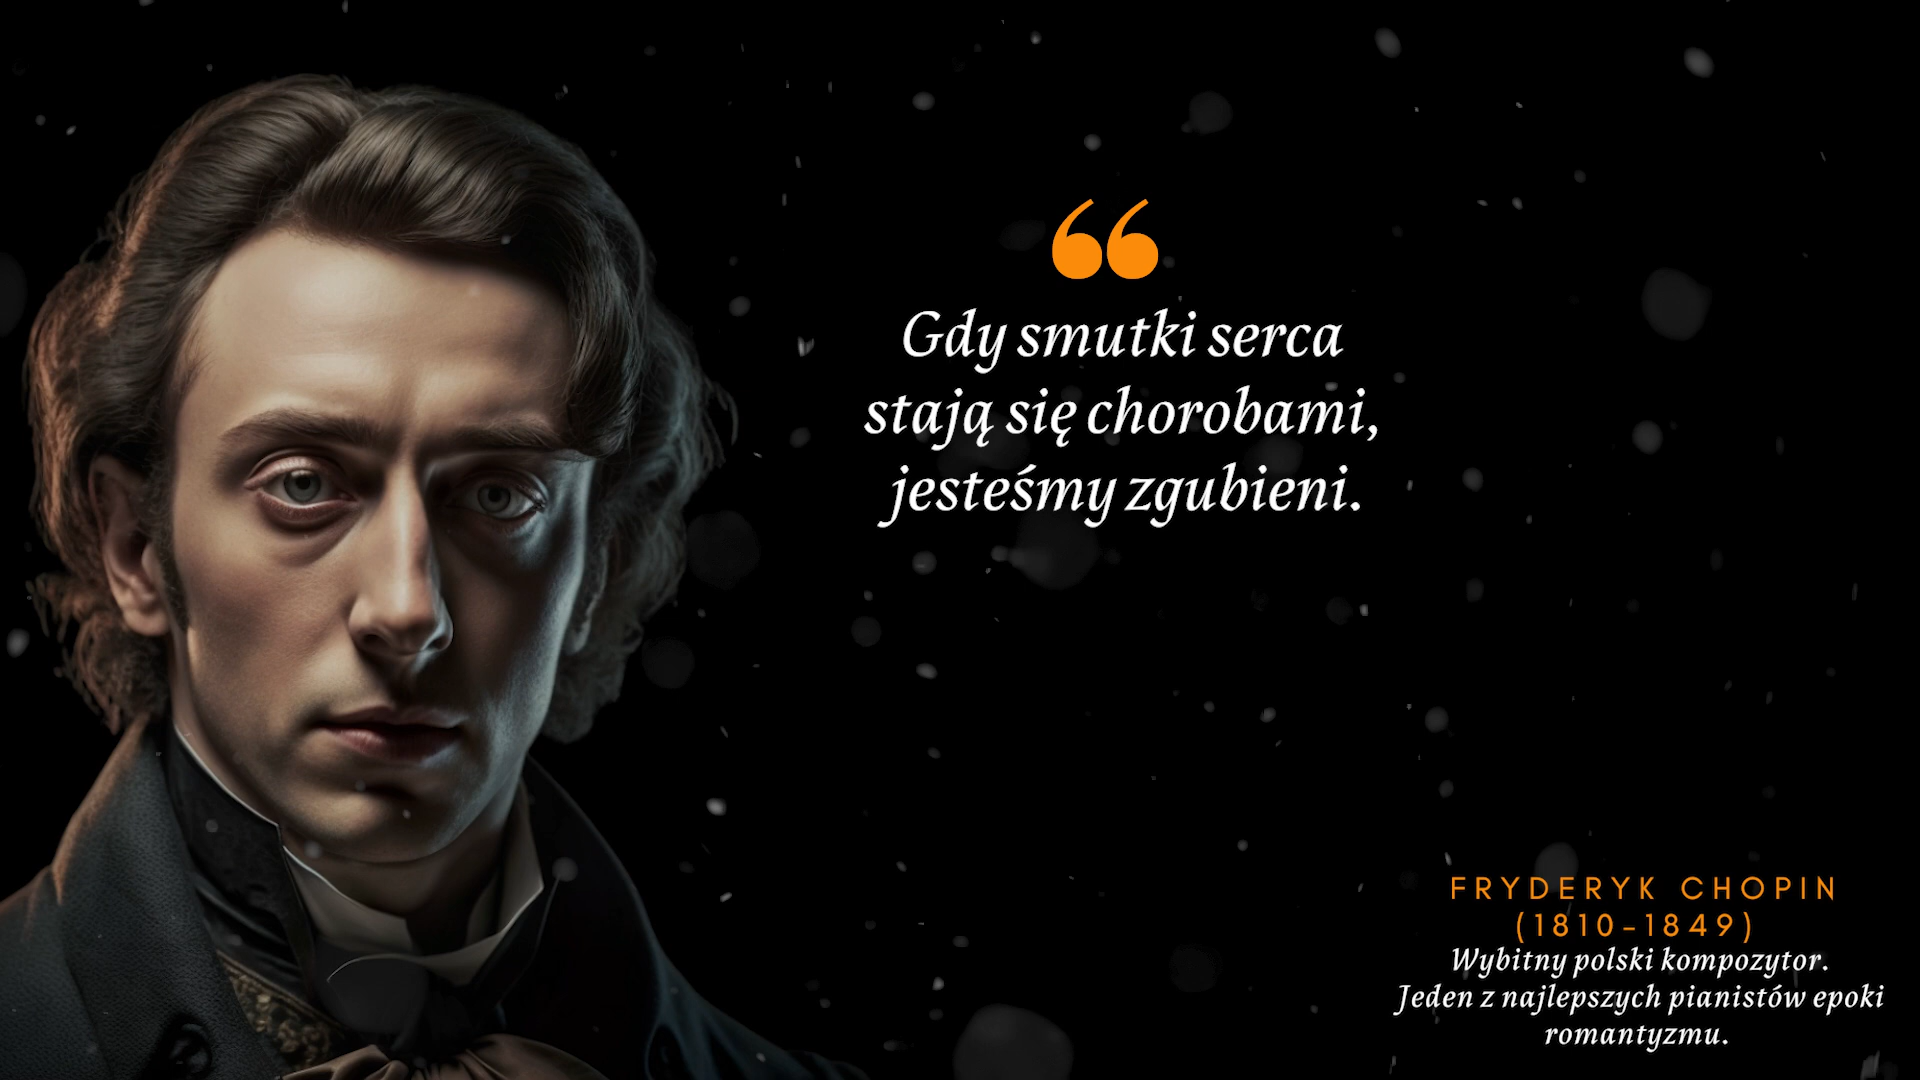 “
Gdy smutki serca
stają się chorobami,
jesteśmy zgubieni.
FRYDERYK CHOPIN
(1810-1849)
Wybitny polski kompozytor.
Jeden z najlepszych pianistów epoki
romantyzmu.